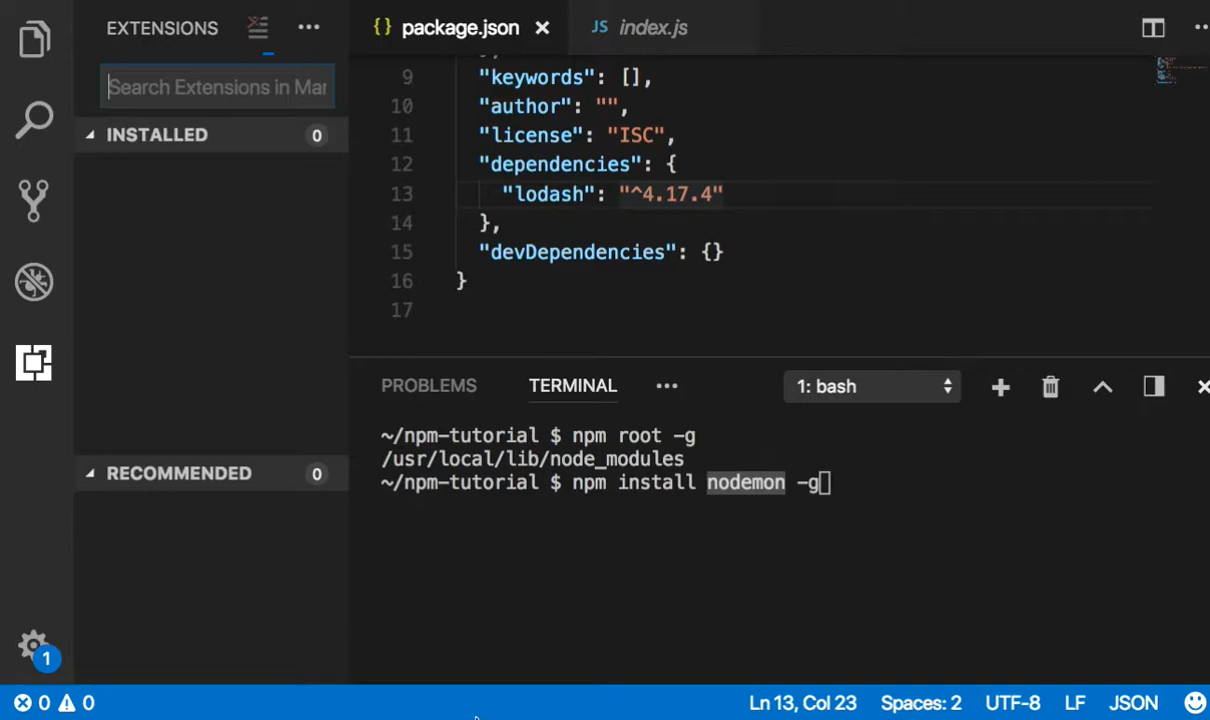 EXTENSIONS
Search Extensions in Mar
INSTALLED 0
RECOMMENDED 0
1
{} package.json
JS index.js
9 "keywords": [],
10 "author": "",
11 "license": "ISC",
12 "dependencies": {
13 "lodash": "^4.17.4"
14 },
15 "devDependencies": {}
16 }
17
PROBLEMS TERMINAL 1: bash
~/npm-tutorial $ npm root -g
/usr/local/lib/node_modules
~/npm-tutorial $ npm install nodemon -g
0 0 Ln 13, Col 23 Spaces: 2 UTF-8 LF JSON